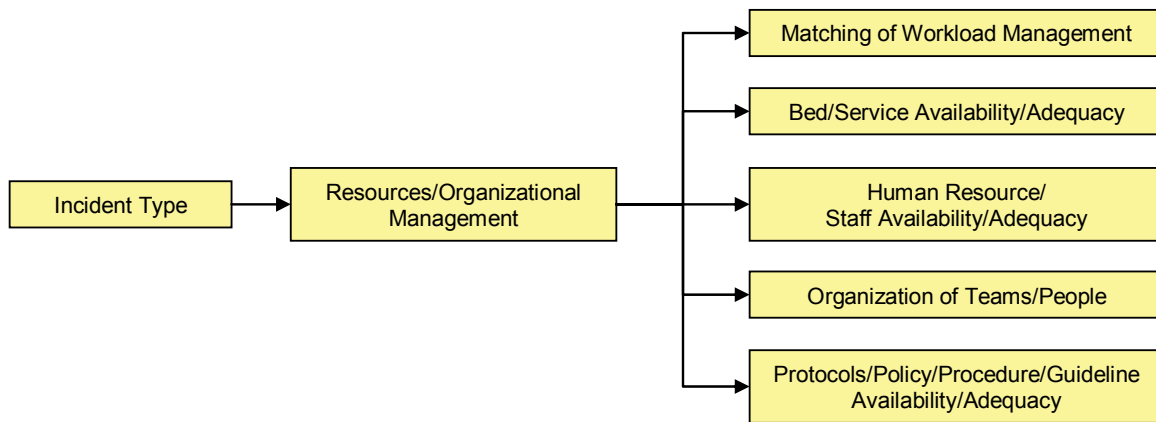 Incident Type
Resources/Organizational
Management
Matching of Workload Management
Bed/Service Availability/Adequacy
Human Resource/
Staff Availability/Adequacy
Organization of Teams/People
Protocols/Policy/Procedure/Guideline
Availability/Adequacy